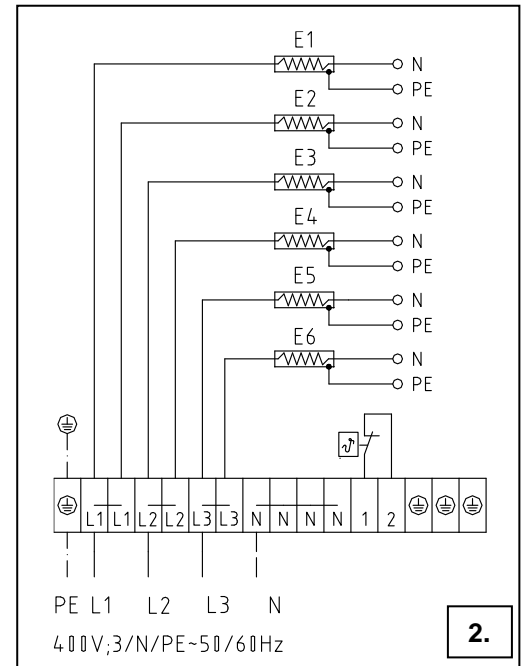 E1
N
PE
E2
N
PE
E3
N
PE
E4
N
PE
E5
N
PE
E6
N
PE
ϑ
L1 L1 L2 L2 L3 L3 N N N N 1 2
PE L1 L2 L3 N
400V;3/N/PE~50/60Hz
2.